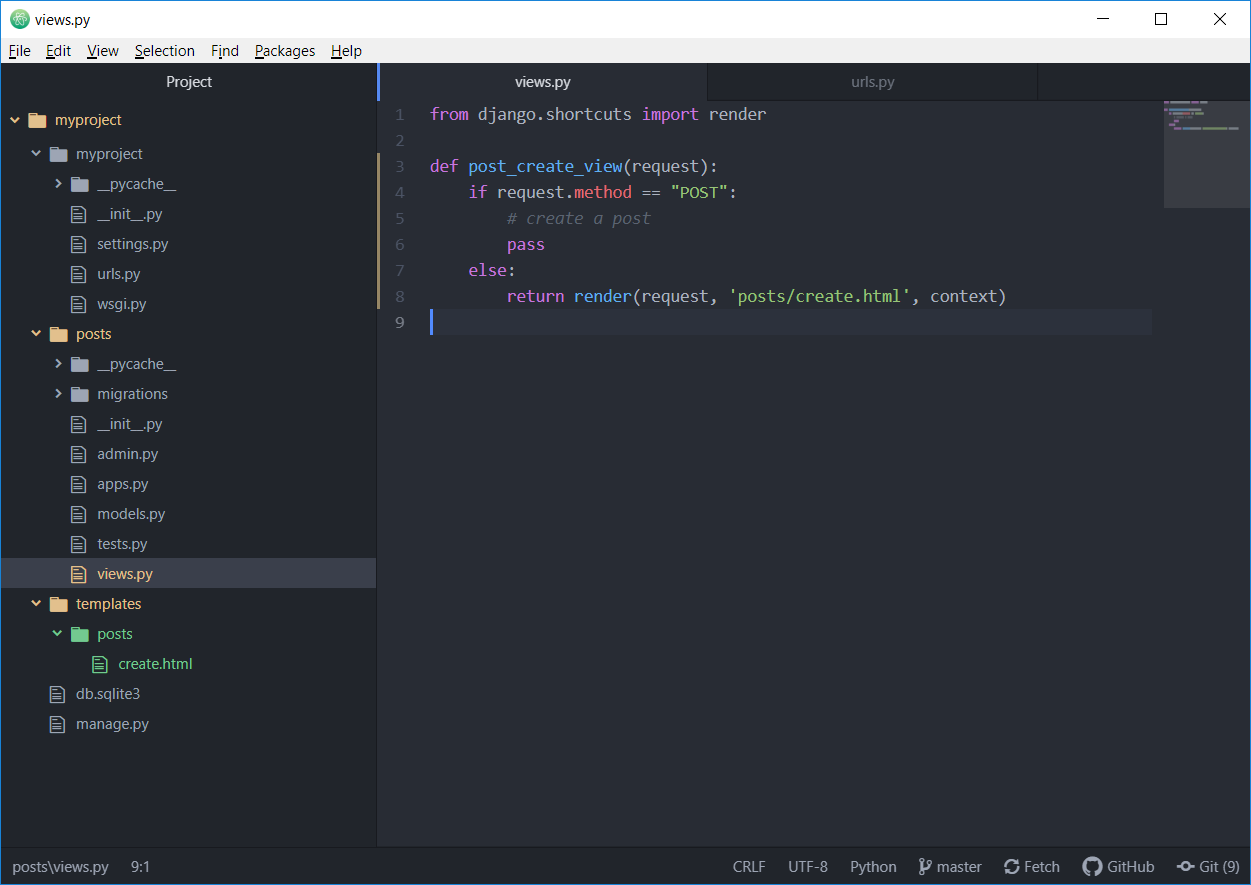 views.py
File Edit View Selection Find Packages Help
Project
myproject
myproject
__pycache__
__init__.py
settings.py
urls.py
wsgi.py
posts
__pycache__
migrations
__init__.py
admin.py
apps.py
models.py
tests.py
views.py
templates
posts
create.html
db.sqlite3
manage.py
views.py urls.py
1 from django.shortcuts import render
2
3 def post_create_view(request):
4     if request.method == "POST":
5         # create a post
6         pass
7     else:
8         return render(request, 'posts/create.html', context)
9
posts\views.py 9:1 CRLF UTF-8 Python master Fetch GitHub Git (9)